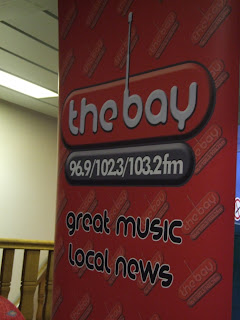 the bay
96.9/102.3/103.2fm
great music
local news